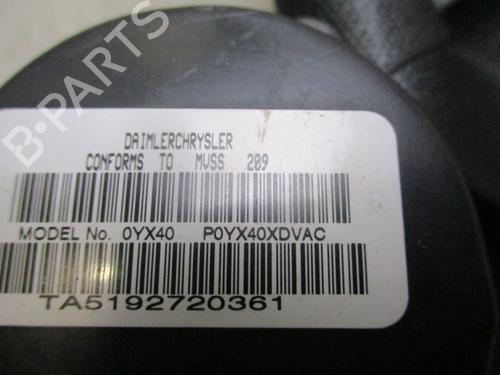 DAIMLERCHRYSLER
CONFORMS TO MVSS 209
MODEL No. 0YX40 P0YX40XDVAC
TA5192720361
B-Parts